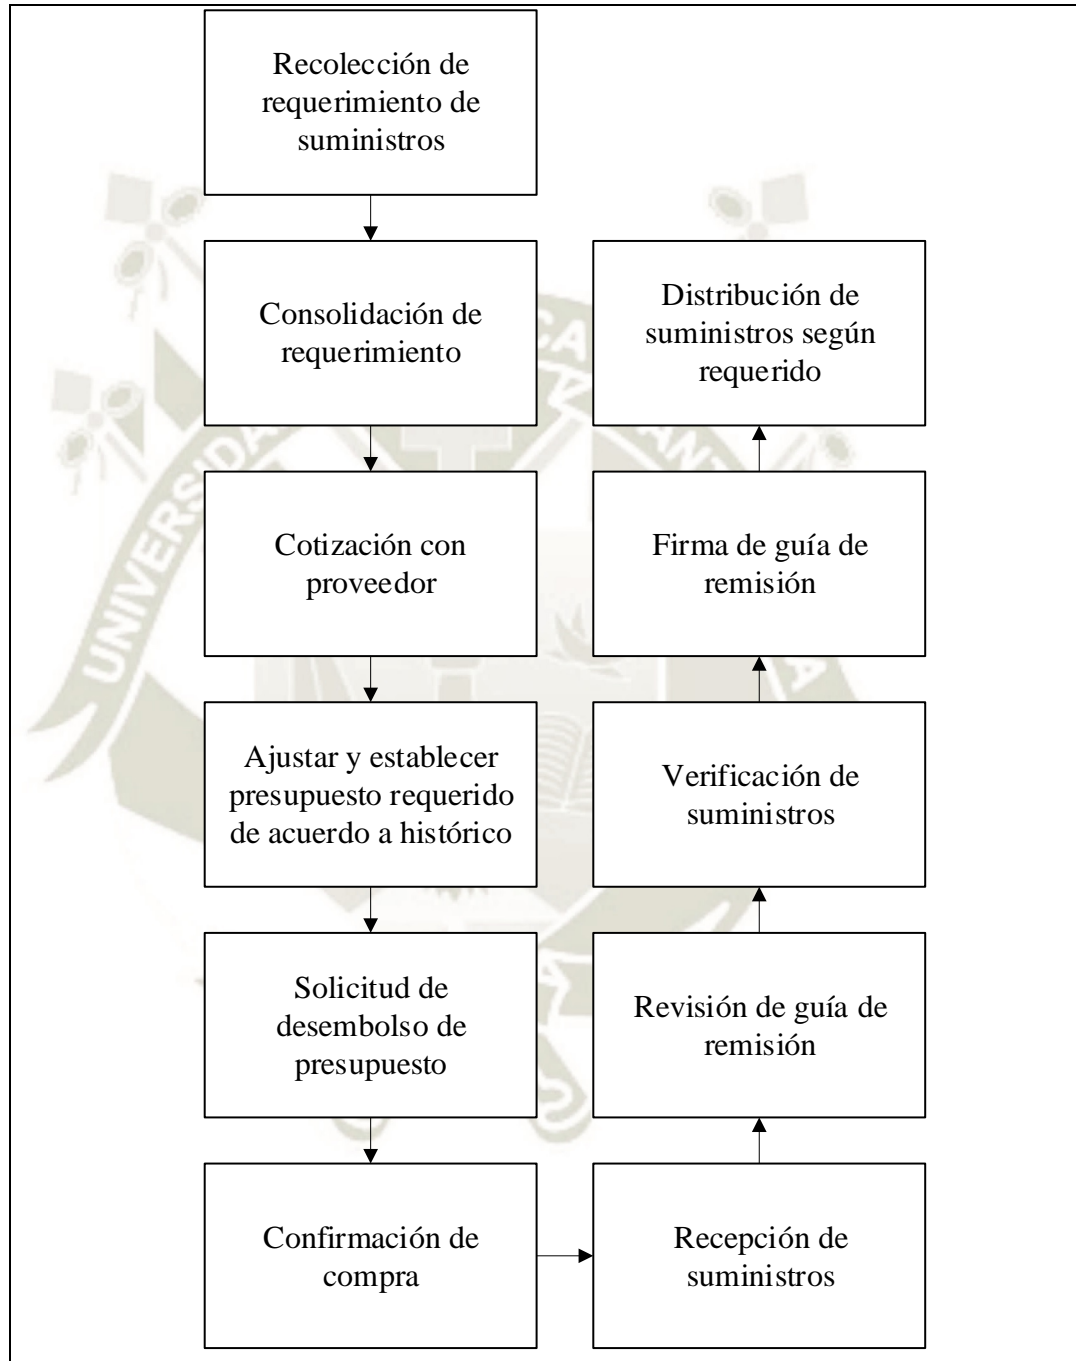 Recolección de
requerimiento de
suministros
Consolidación de
requerimiento
Cotización con
proveedor
Ajustar y establecer
presupuesto requerido
de acuerdo a histórico
Solicitud de
desembolso de
presupuesto
Confirmación de
compra
Recepción de
suministros
Revisión de guía de
remisión
Verificación de
suministros
Firma de guía de
remisión
Distribución de
suministros según
requerido